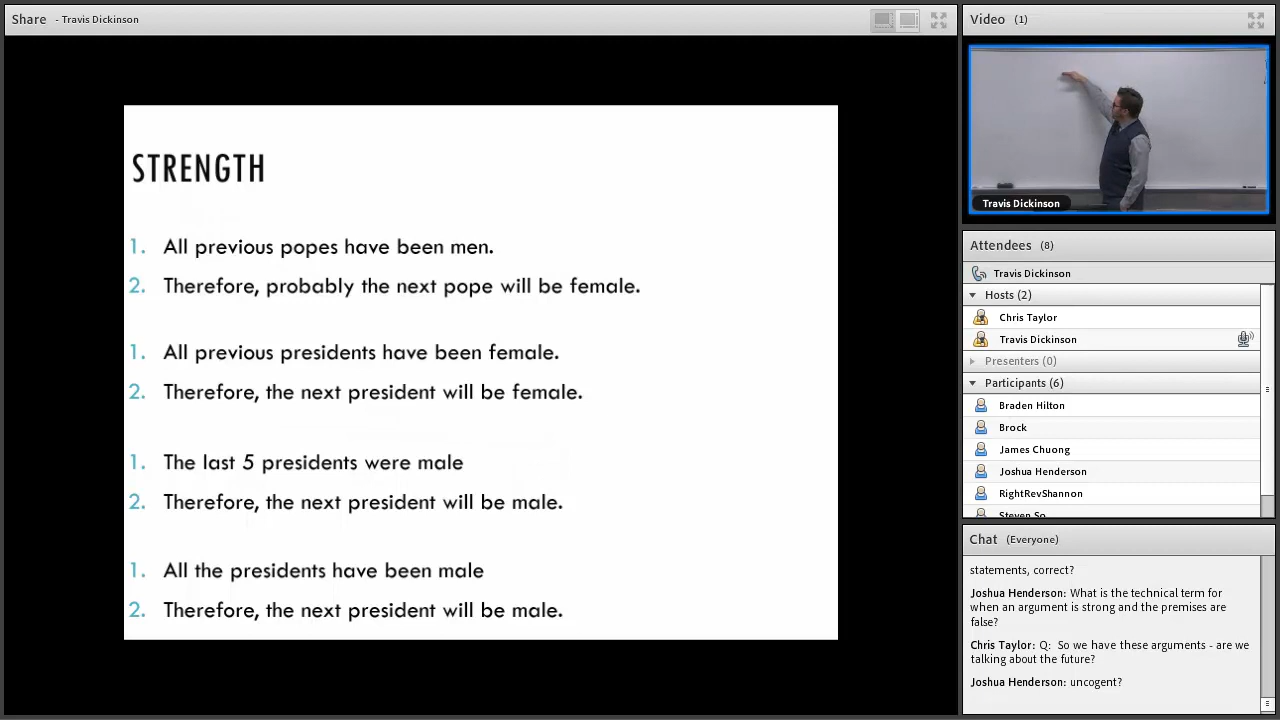 Share - Travis Dickinson
STRENGTH
1. All previous popes have been men.
2. Therefore, probably the next pope will be female.
1. All previous presidents have been female.
2. Therefore, the next president will be female.
1. The last 5 presidents were male
2. Therefore, the next president will be male.
1. All the presidents have been male
2. Therefore, the next president will be male.
Video (1)
Travis Dickinson
Attendees (8)
Travis Dickinson
Hosts (2)
Chris Taylor
Travis Dickinson
Presenters (0)
Participants (6)
Braden Hilton
Brock
James Chuong
Joshua Henderson
RightRevShannon
Steven So
Chat (Everyone)
statements, correct?
Joshua Henderson: What is the technical term for
when an argument is strong and the premises are
false?
Chris Taylor: Q: So we have these arguments - are we
talking about the future?
Joshua Henderson: uncogent?